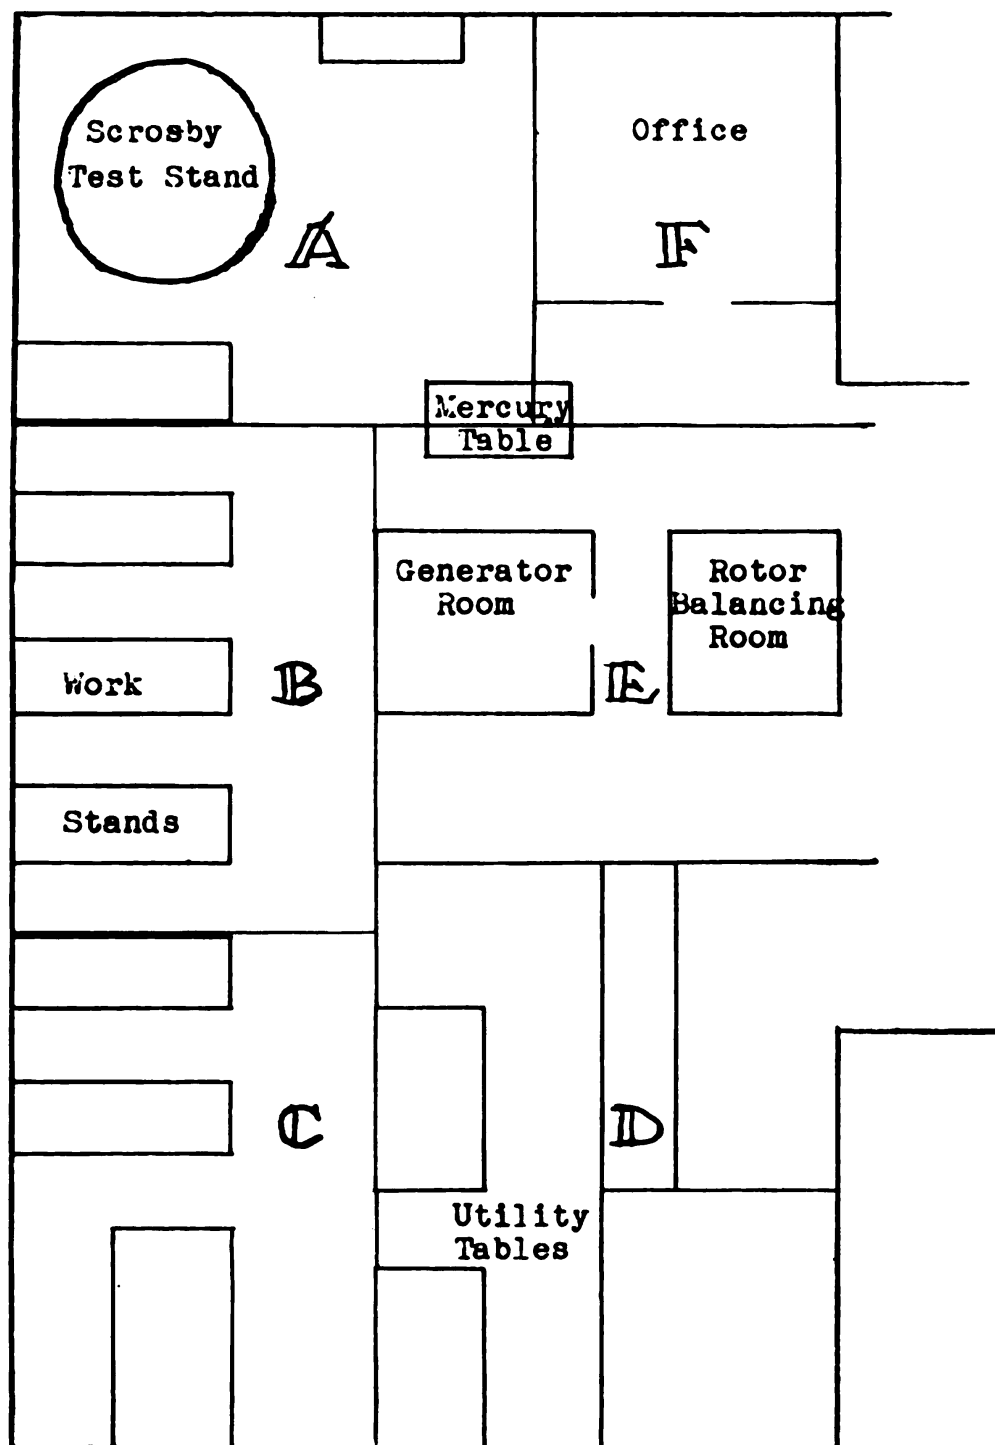 Scrosby
Test Stand
A
Office
F
Mercury
Table
Generator
Room
Rotor
Balancing
Room
Work
B
E
Stands
C
D
Utility
Tables